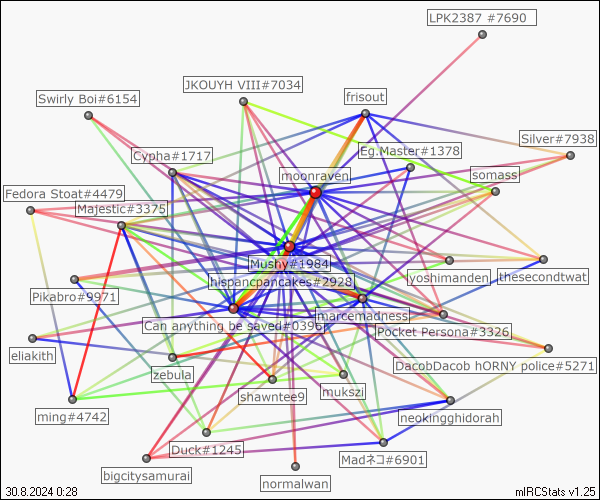 LPK2387 #7690
JKOUYH VIII#7034
frisout
Swirly Boi#6154
Silver#7938
Eg.Master#1378
Cypha#1717
moonraven
somass
Fedora Stoat#4479
Majestic#3375
Mushy#1984
hispancpancakes#2928
iyoshimanden
thesecondtwat
Pikabro#9971
marcemadness
Can anything be saved#0396
Pocket Persona#3326
eliakith
DacobDacob hORNY police#5271
zebula
mukszi
shawntee9
ming#4742
neokingghidorah
Duck#1245
Madネコ#6901
bigcitysamurai
normalwan
30.8.2024 0:28
mIRCStats v1.25